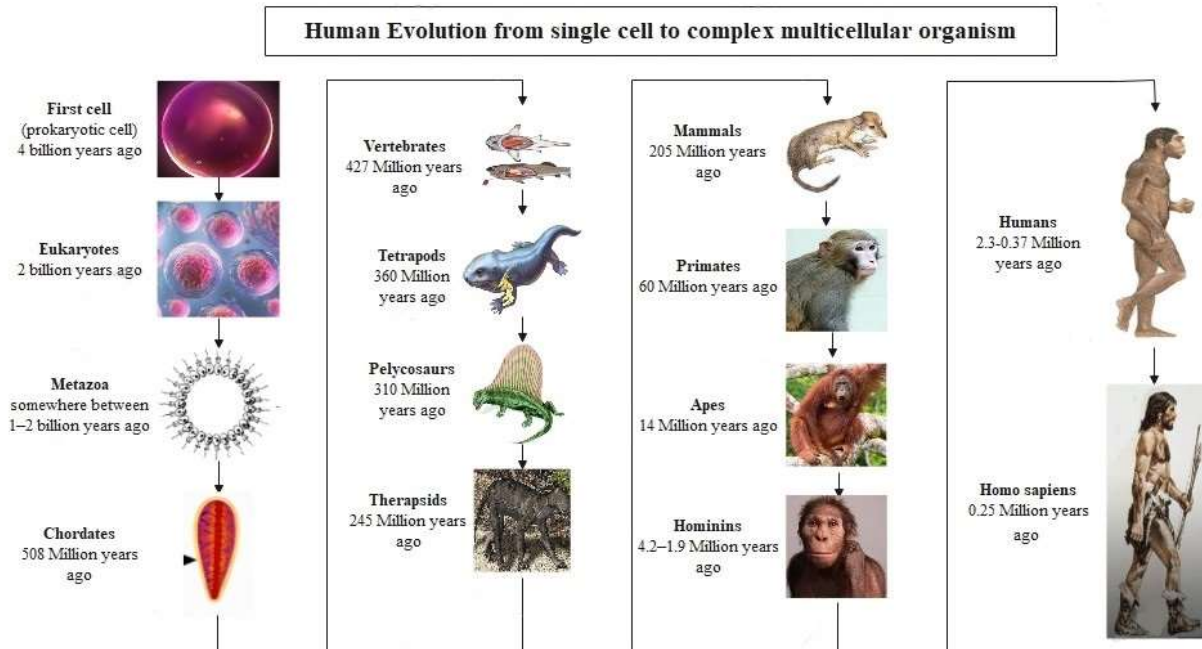 Human Evolution from single cell to complex multicellular organism
First cell
(prokaryotic cell)
4 billion years ago
Eukaryotes
2 billion years ago
Metazoa
somewhere between
1–2 billion years ago
Chordates
508 Million years
ago
Vertebrates
427 Million years
ago
Tetrapods
360 Million
years ago
Pelycosaurs
310 Million
years ago
Therapsids
245 Million years
ago
Mammals
205 Million years
ago
Primates
60 Million years ago
Apes
14 Million years ago
Hominins
4.2–1.9 Million years
ago
Humans
2.3-0.37 Million
years ago
Homo sapiens
0.25 Million years
ago